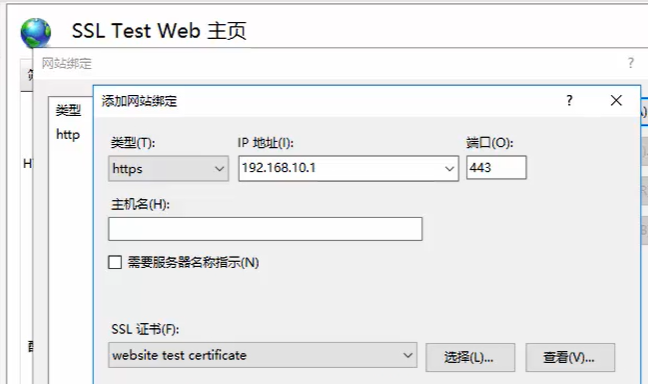 SSL Test Web 主页
网站绑定
?
类型
http
添加网站绑定
?
类型(T):
IP 地址(I):
端口(O):
https
192.168.10.1
443
主机名(H):
需要服务器名称指示(N)
SSL 证书(F):
website test certificate
选择(L)...
查看(V)...